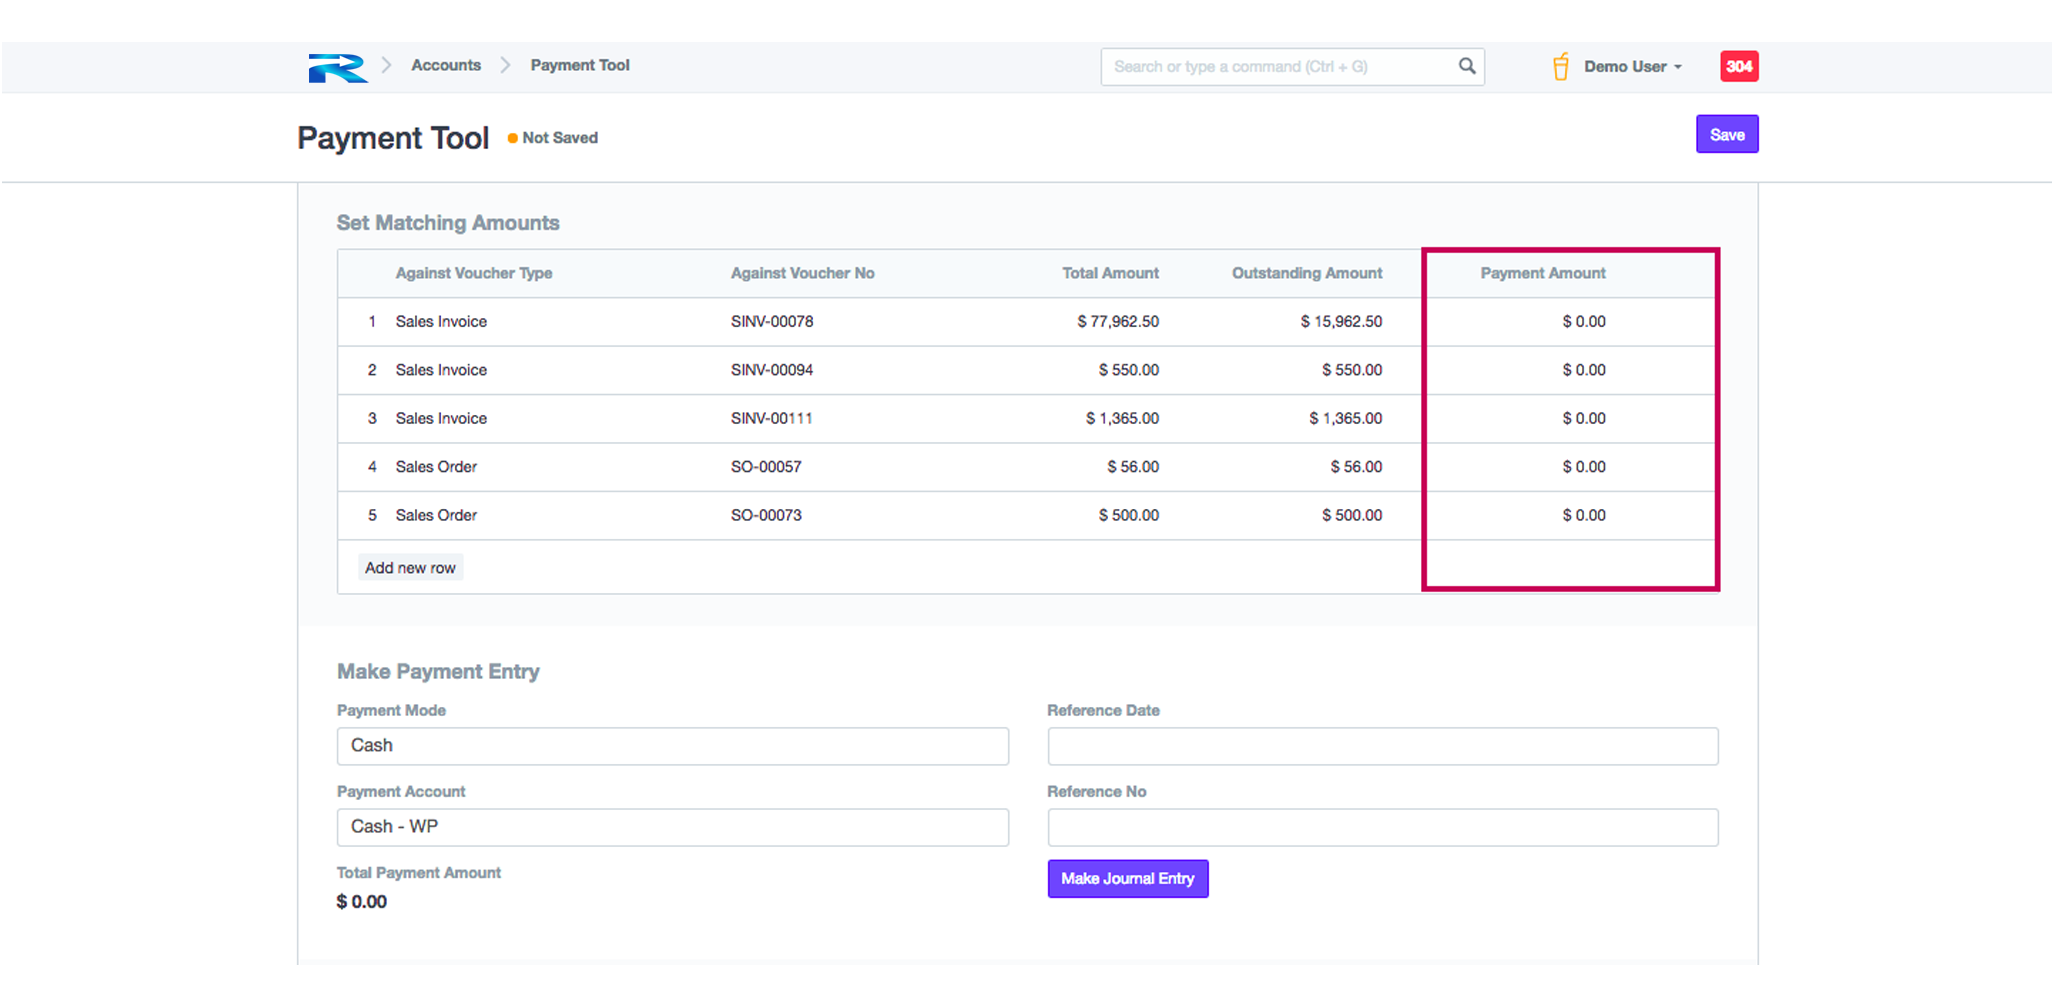 Accounts Payment Tool Search or type a command (Ctrl + G) Demo User 304
Payment Tool Not Saved Save
Set Matching Amounts
Against Voucher Type Against Voucher No Total Amount Outstanding Amount Payment Amount
1 Sales Invoice SINV-00078 $ 77,962.50 $ 15,962.50 $ 0.00
2 Sales Invoice SINV-00094 $ 550.00 $ 550.00 $ 0.00
3 Sales Invoice SINV-00111 $ 1,365.00 $ 1,365.00 $ 0.00
4 Sales Order SO-00057 $ 56.00 $ 56.00 $ 0.00
5 Sales Order SO-00073 $ 500.00 $ 500.00 $ 0.00
Add new row
Make Payment Entry
Payment Mode Reference Date
Cash
Payment Account Reference No
Cash - WP
Total Payment Amount
$ 0.00
Make Journal Entry